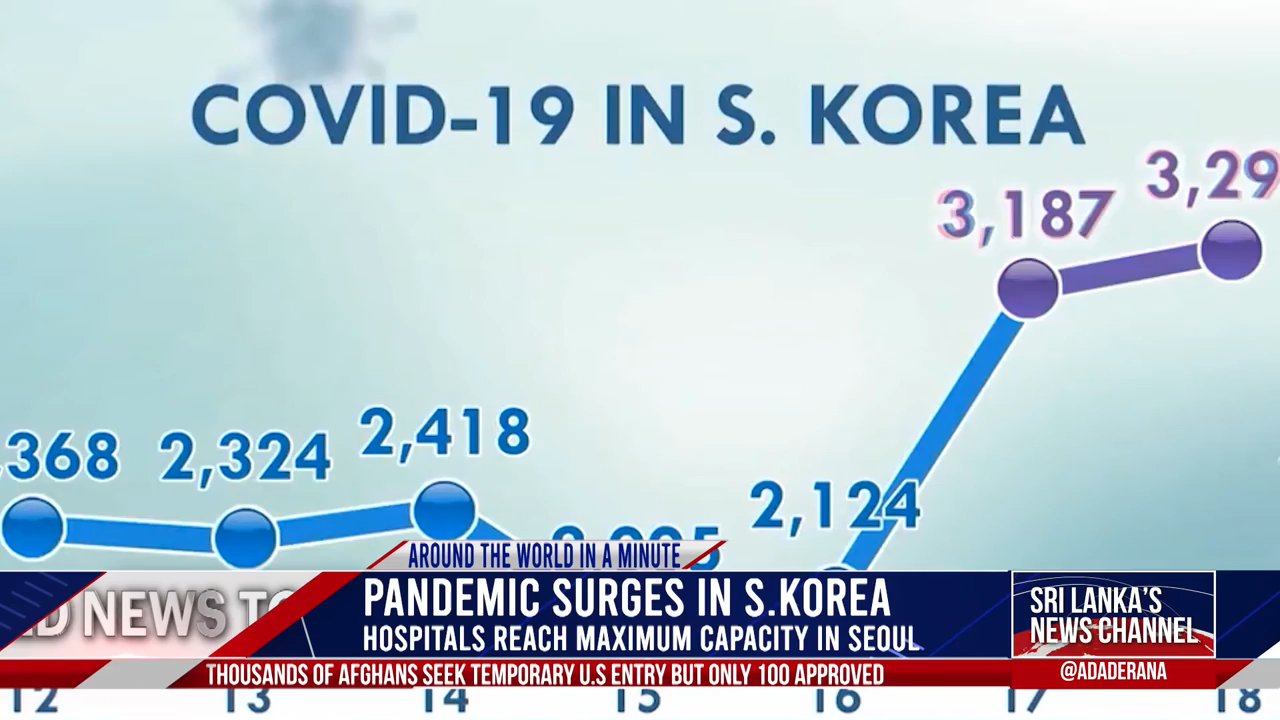 COVID-19 IN S. KOREA
3,187
2,324
2,418
2,124
AROUND THE WORLD IN A MINUTE
PANDEMIC SURGES IN S.KOREA
HOSPITALS REACH MAXIMUM CAPACITY IN SEOUL
NEWS
SRI LANKA'S
NEWS CHANNEL
@ADADERANA
THOUSANDS OF AFGHANS SEEK TEMPORARY U.S ENTRY BUT ONLY 100 APPROVED
12 13 14 15 16 17 18